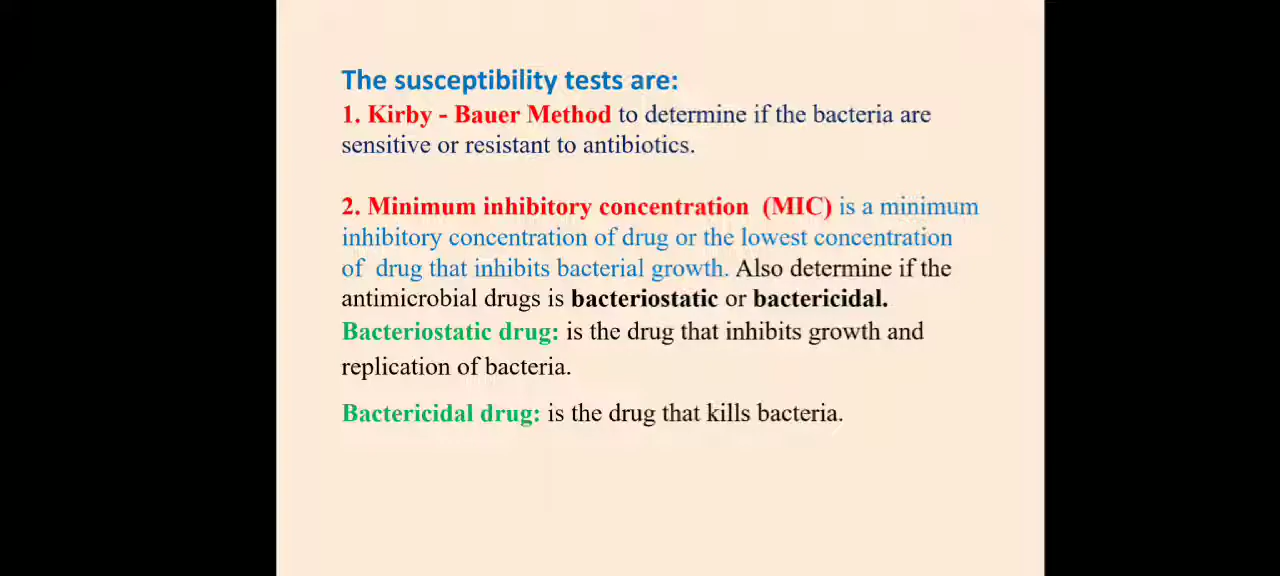 The susceptibility tests are:
1. Kirby - Bauer Method to determine if the bacteria are
sensitive or resistant to antibiotics.
2. Minimum inhibitory concentration (MIC) is a minimum
inhibitory concentration of drug or the lowest concentration
of drug that inhibits bacterial growth. Also determine if the
antimicrobial drugs is bacteriostatic or bactericidal.
Bacteriostatic drug: is the drug that inhibits growth and
replication of bacteria.
Bactericidal drug: is the drug that kills bacteria.